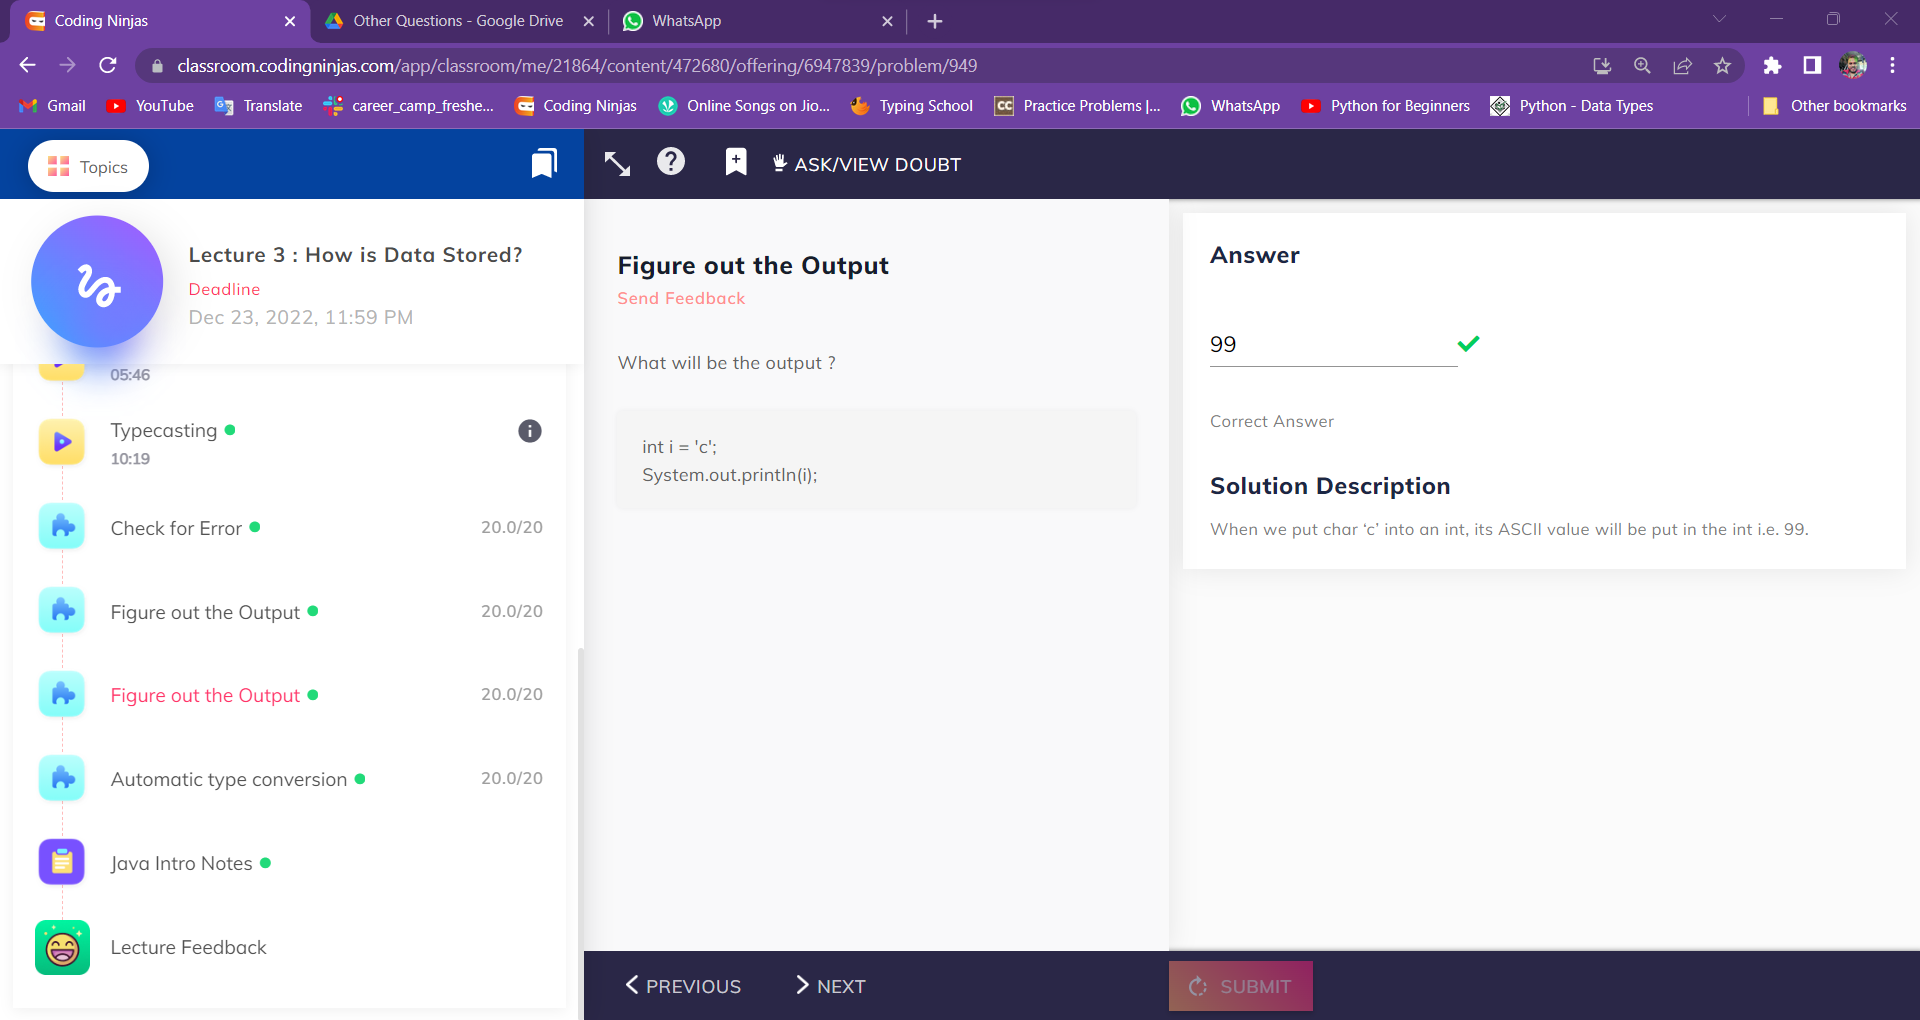 Coding Ninjas
Other Questions - Google Drive
WhatsApp
classroom.codingninjas.com/app/classroom/me/21864/content/472680/offering/6947839/problem/949
Gmail
YouTube
Translate
career_camp_freshe...
Coding Ninjas
Online Songs on Jio...
Typing School
CC
Practice Problems |...
WhatsApp
Python for Beginners
Python - Data Types
Other bookmarks
Topics
ASK/VIEW DOUBT
Lecture 3 : How is Data Stored?
Deadline
Dec 23, 2022, 11:59 PM
05:46
Typecasting
10:19
Check for Error
20.0/20
Figure out the Output
20.0/20
Figure out the Output
20.0/20
Automatic type conversion
20.0/20
Java Intro Notes
Lecture Feedback
Figure out the Output
Send Feedback
What will be the output ?
int i = 'c';
System.out.println(i);
Answer
99
Correct Answer
Solution Description
When we put char ‘c’ into an int, its ASCII value will be put in the int i.e. 99.
PREVIOUS
NEXT
SUBMIT